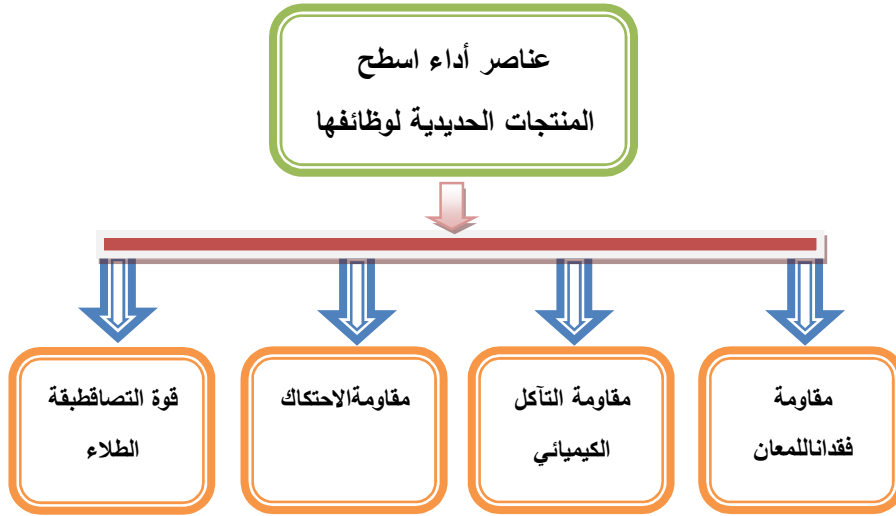 عناصر أداء اسطح
المنتجات الحديدية لوظائفها
مقاومة
فقداناللمعان
مقاومة التآكل
الكيميائي
مقاومةالاحتكاك
قوة التصاقطبقة
الطلاء